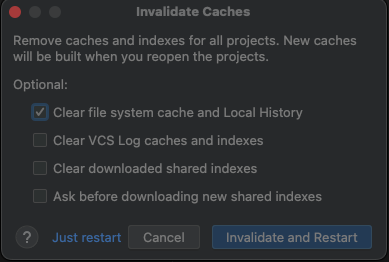 Invalidate Caches
Remove caches and indexes for all projects. New caches
will be built when you reopen the projects.
Optional:
Clear file system cache and Local History
Clear VCS Log caches and indexes
Clear downloaded shared indexes
Ask before downloading new shared indexes
? Just restart Cancel Invalidate and Restart